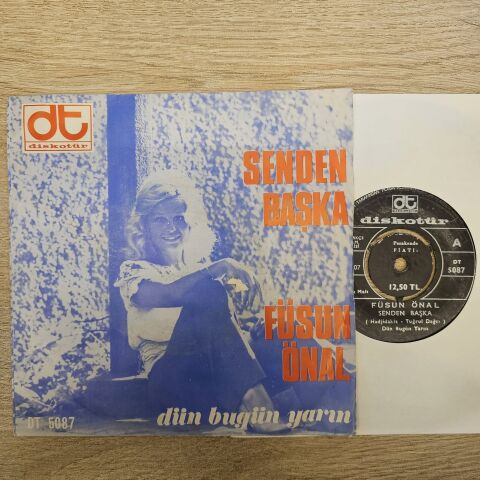 dt
diskotür
SENDEN
BAŞKA
FÜSUN
ÖNAL
dün bugün yarın
DT 5087
dt
diskotür
Perakende
FİATI:
12,50 TL.
A
DT
5087
FÜSUN ÖNAL
SENDEN BAŞKA
(Hadjidakis - Tuğrul Dağcı)
Dün Bugün Yarın